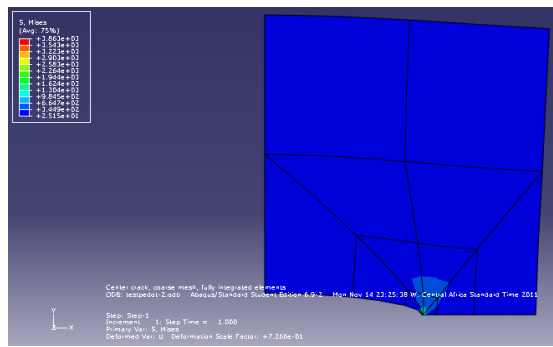 S, Mises
(Avg: 75%)
+3.863e+03
+3.543e+03
+3.223e+03
+2.903e+03
+2.583e+03
+2.264e+03
+1.944e+03
+1.624e+03
+1.304e+03
+9.845e+02
+6.647e+02
+3.449e+02
+2.515e+01
Center crack, coarse mesh, fully integrated elements
ODB: testpedat-2.odb Abaqus/Standard Student Edition 6.9-2 Mon Nov 14 23:25:38 W. Central Africa Standard Time 2011
Y
X
Z
Step: Step-1
Increment 1: Step Time = 1.000
Primary Var: S, Mises
Deformed Var: U Deformation Scale Factor: +7.266e-01